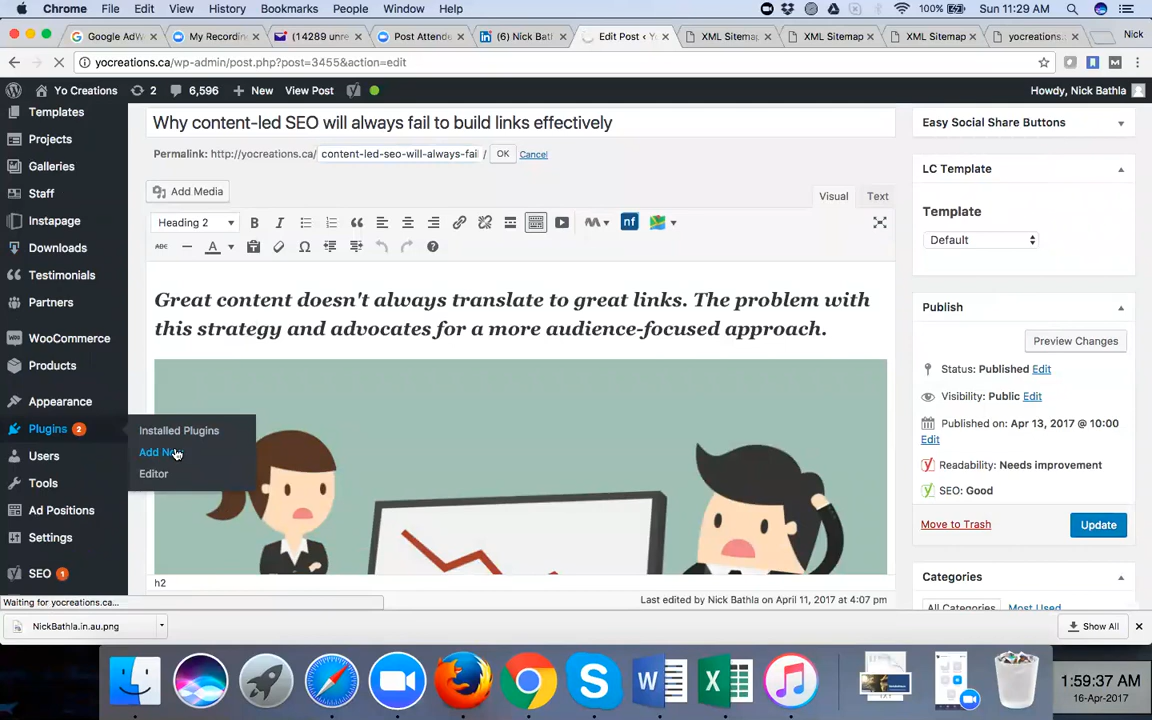 Chrome File Edit View History Bookmarks People Window Help 100% Sun 11:29 AM
Google AdW × My Recordin × (14289 unre × Post Attende × (6) Nick Bath × Edit Post ‹ Y × XML Sitemap × XML Sitemap × XML Sitemap × yocreations. × Nick
yocreations.ca/wp-admin/post.php?post=3455&action=edit
Yo Creations 2 6,596 + New View Post Howdy, Nick Bathla
Templates
Projects
Galleries
Staff
Instapage
Downloads
Testimonials
Partners
WooCommerce
Products
Appearance
Plugins 2
Users
Tools
Ad Positions
Settings
SEO 1
Installed Plugins
Add New
Editor
Why content-led SEO will always fail to build links effectively
Permalink: http://yocreations.ca/ content-led-seo-will-always-fai / OK Cancel
Add Media
Visual Text
Heading 2 B I
ABC A
Great content doesn't always translate to great links. The problem with
this strategy and advocates for a more audience-focused approach.
h2
Last edited by Nick Bathla on April 11, 2017 at 4:07 pm
Easy Social Share Buttons
LC Template
Template
Default
Publish
Preview Changes
Status: Published Edit
Visibility: Public Edit
Published on: Apr 13, 2017 @ 10:00
Edit
Readability: Needs improvement
SEO: Good
Move to Trash Update
Categories
All Categories Most Used
Waiting for yocreations.ca...
NickBathla.in.au.png Show All
1:59:37 AM
16-Apr-2017